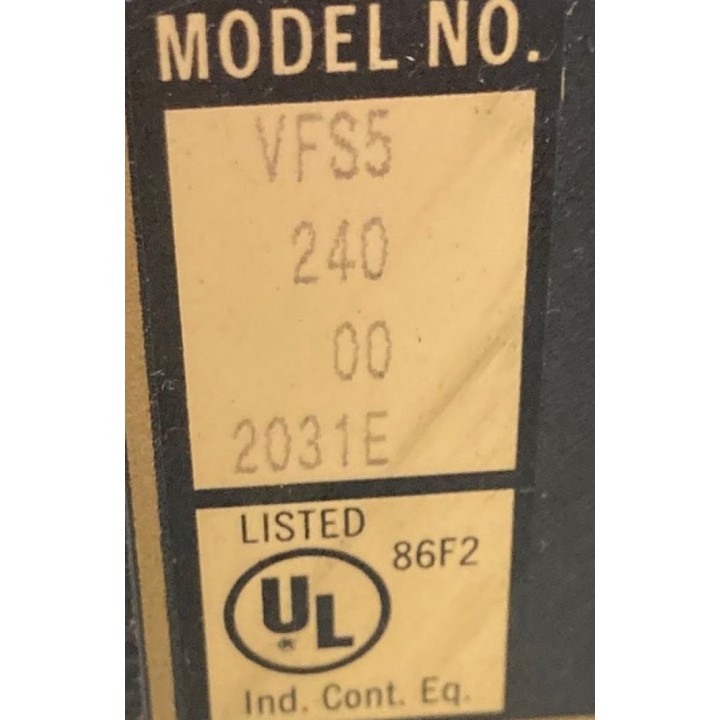 MODEL NO.
VFS5
240
00
2031E
LISTED
86F2
UL
®
Ind. Cont. Eq.